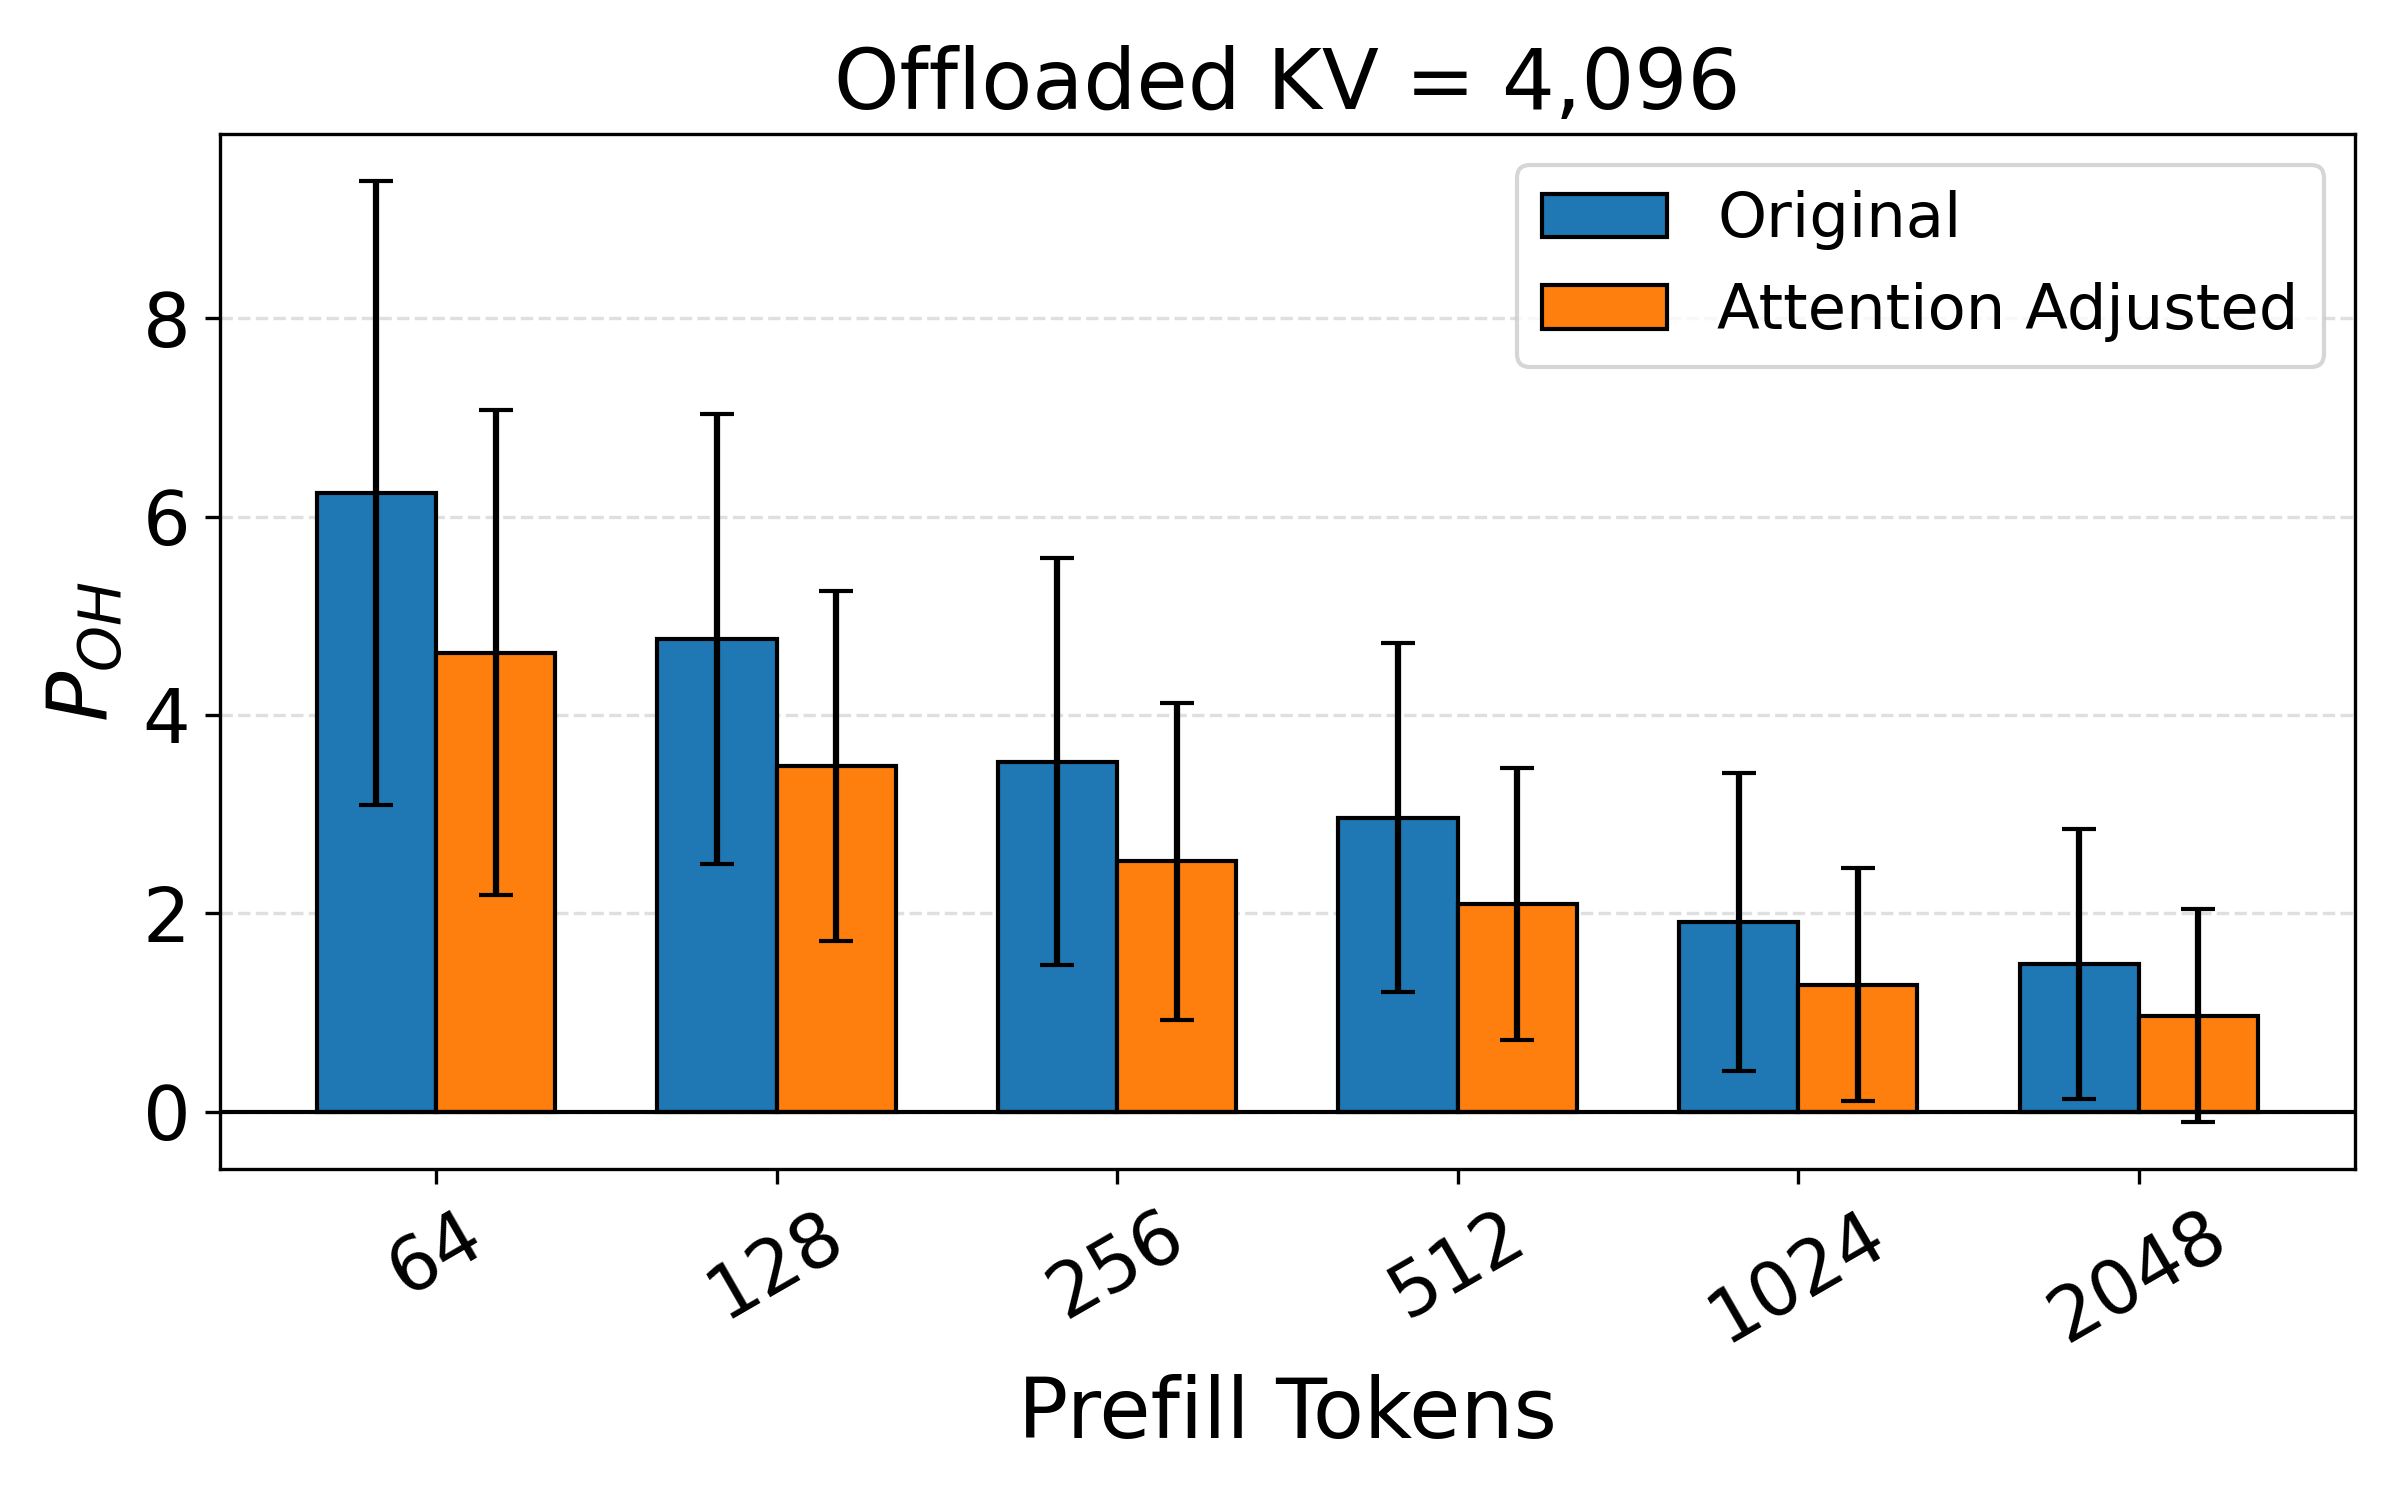 Offloaded KV = 4,096
Original
Attention Adjusted
P_OH
8
6
4
2
0
64
128
256
512
1024
2048
Prefill Tokens